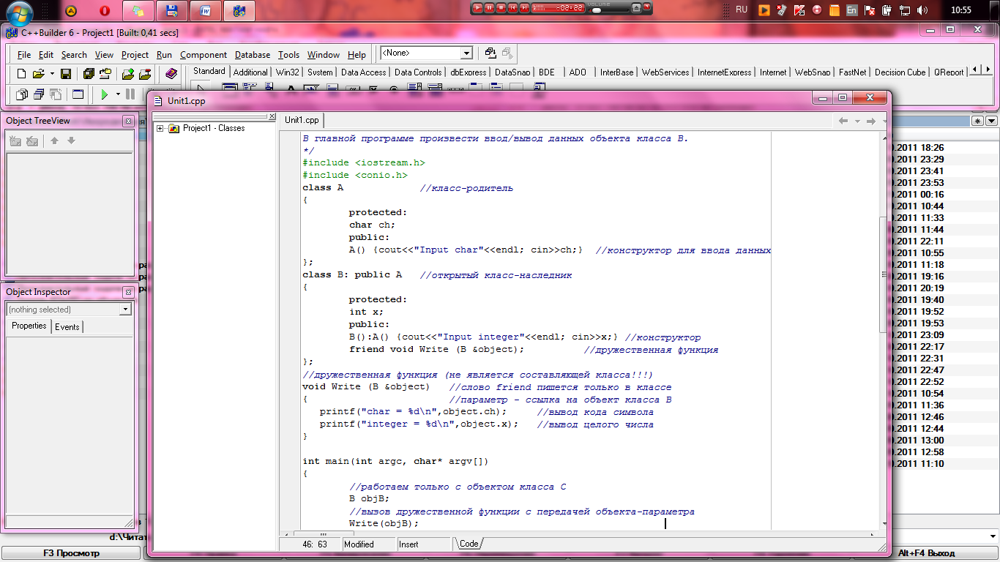 RU
-02:22
VOLUME
En
10:55
C++Builder 6 - Project1 [Built: 0,41 secs]
File Edit Search View Project Run Component Database Tools Window Help
<None>
Standard Additional Win32 System Data Access Data Controls dbExpress DataSnap BDE ADO InterBase WebServices InternetExpress Internet WebSnap FastNet Decision Cube QReport
Unit1.cpp
Object TreeView
Project1 - Classes
Unit1.cpp
В главной программе произвести ввод/вывод данных объекта класса В.
*/
#include <iostream.h>
#include <conio.h>
class A //класс-родитель
{
protected:
char ch;
public:
A() {cout<<"Input char"<<endl; cin>>ch;} //конструктор для ввода данных
};
class B: public A //открытый класс-наследник
{
protected:
int x;
public:
B():A() {cout<<"Input integer"<<endl; cin>>x;} //конструктор
friend void Write (B &object); //дружественная функция
};
//дружественная функция (не является составляющей класса!!!)
void Write (B &object) //слово friend пишется только в классе
{ //параметр - ссылка на объект класса В
printf("char = %d\n",object.ch); //вывод кода символа
printf("integer = %d\n",object.x); //вывод целого числа
}
int main(int argc, char* argv[])
{
//работаем только с объектом класса С
B objB;
//вызов дружественной функции с передачей объекта-параметра
Write(objB);
46: 63 Modified Insert Code
Object Inspector
(nothing selected)
Properties Events
.2011 18:26
.2011 23:29
.2011 23:41
.2011 23:53
.2011 00:16
.2011 10:44
.2011 11:33
.2011 11:44
.2011 22:11
.2011 10:55
.2011 11:18
.2011 19:16
.2011 20:19
.2011 19:40
.2011 19:52
.2011 19:53
.2011 23:09
.2011 22:17
.2011 22:31
.2011 22:47
.2011 22:52
.2011 10:54
.2011 11:36
.2011 12:46
.2011 12:44
.2011 13:00
.2011 12:58
.2011 11:10
d:\Чита
F3 Просмотр
Alt+F4 Выход